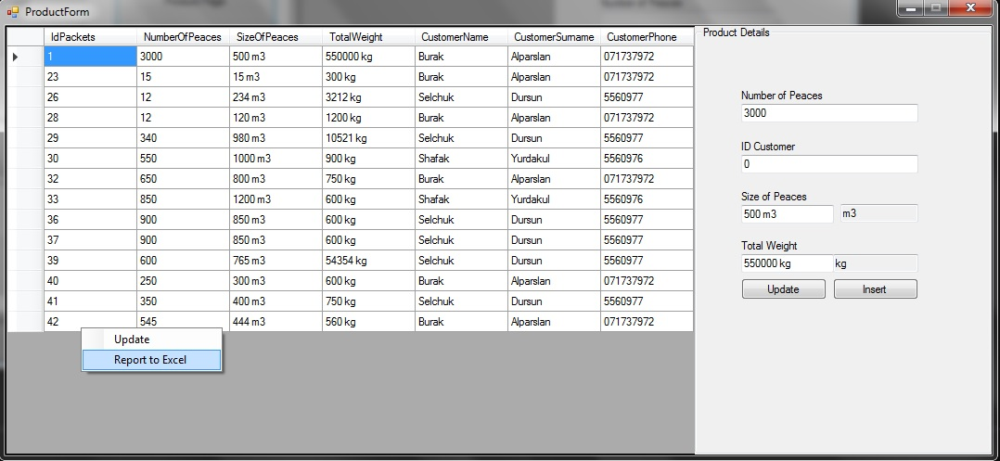 ProductForm
IdPackets NumberOfPeaces SizeOfPeaces TotalWeight CustomerName CustomerSurname CustomerPhone
1 3000 500 m3 550000 kg Burak Alparslan 071737972
23 15 15 m3 300 kg Burak Alparslan 071737972
26 12 234 m3 3212 kg Selchuk Dursun 5560977
28 12 120 m3 1200 kg Burak Alparslan 071737972
29 340 980 m3 10521 kg Selchuk Dursun 5560977
30 550 1000 m3 900 kg Shafak Yurdakul 5560976
32 650 800 m3 750 kg Burak Alparslan 071737972
33 850 1200 m3 600 kg Shafak Yurdakul 5560976
36 900 850 m3 600 kg Selchuk Dursun 5560977
37 900 850 m3 600 kg Selchuk Dursun 5560977
39 600 765 m3 54354 kg Selchuk Dursun 5560977
40 250 300 m3 600 kg Burak Alparslan 071737972
41 350 400 m3 750 kg Selchuk Dursun 5560977
42 545 444 m3 560 kg Burak Alparslan 071737972
Update
Report to Excel
Product Details
Number of Peaces
3000
ID Customer
0
Size of Peaces
500 m3 m3
Total Weight
550000 kg kg
Update Insert